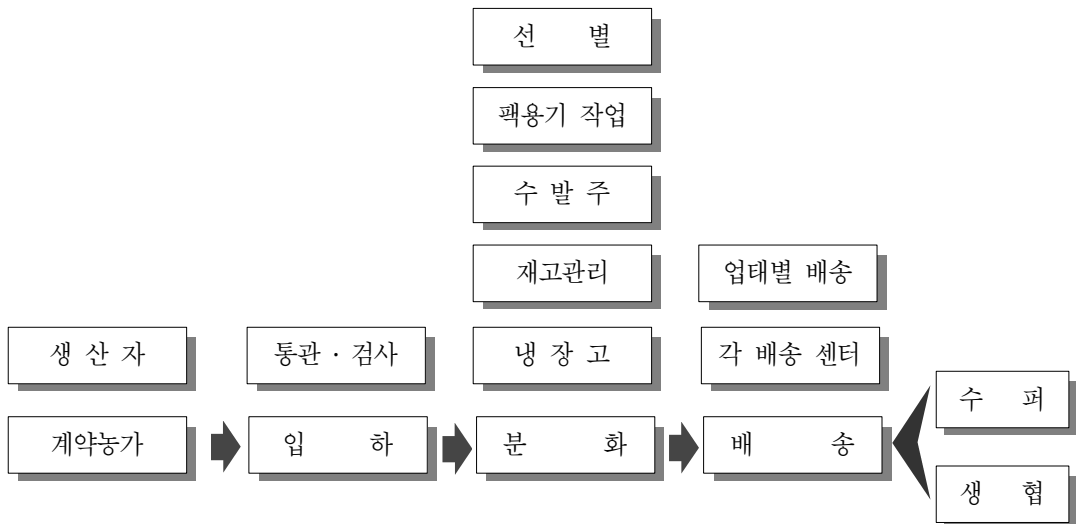 선 별
팩용기 작업
수 발 주
재고관리
업태별 배송
생 산 자
통관·검사
냉 장 고
각 배송 센터
수 퍼
계약농가
입 하
분 화
배 송
생 협